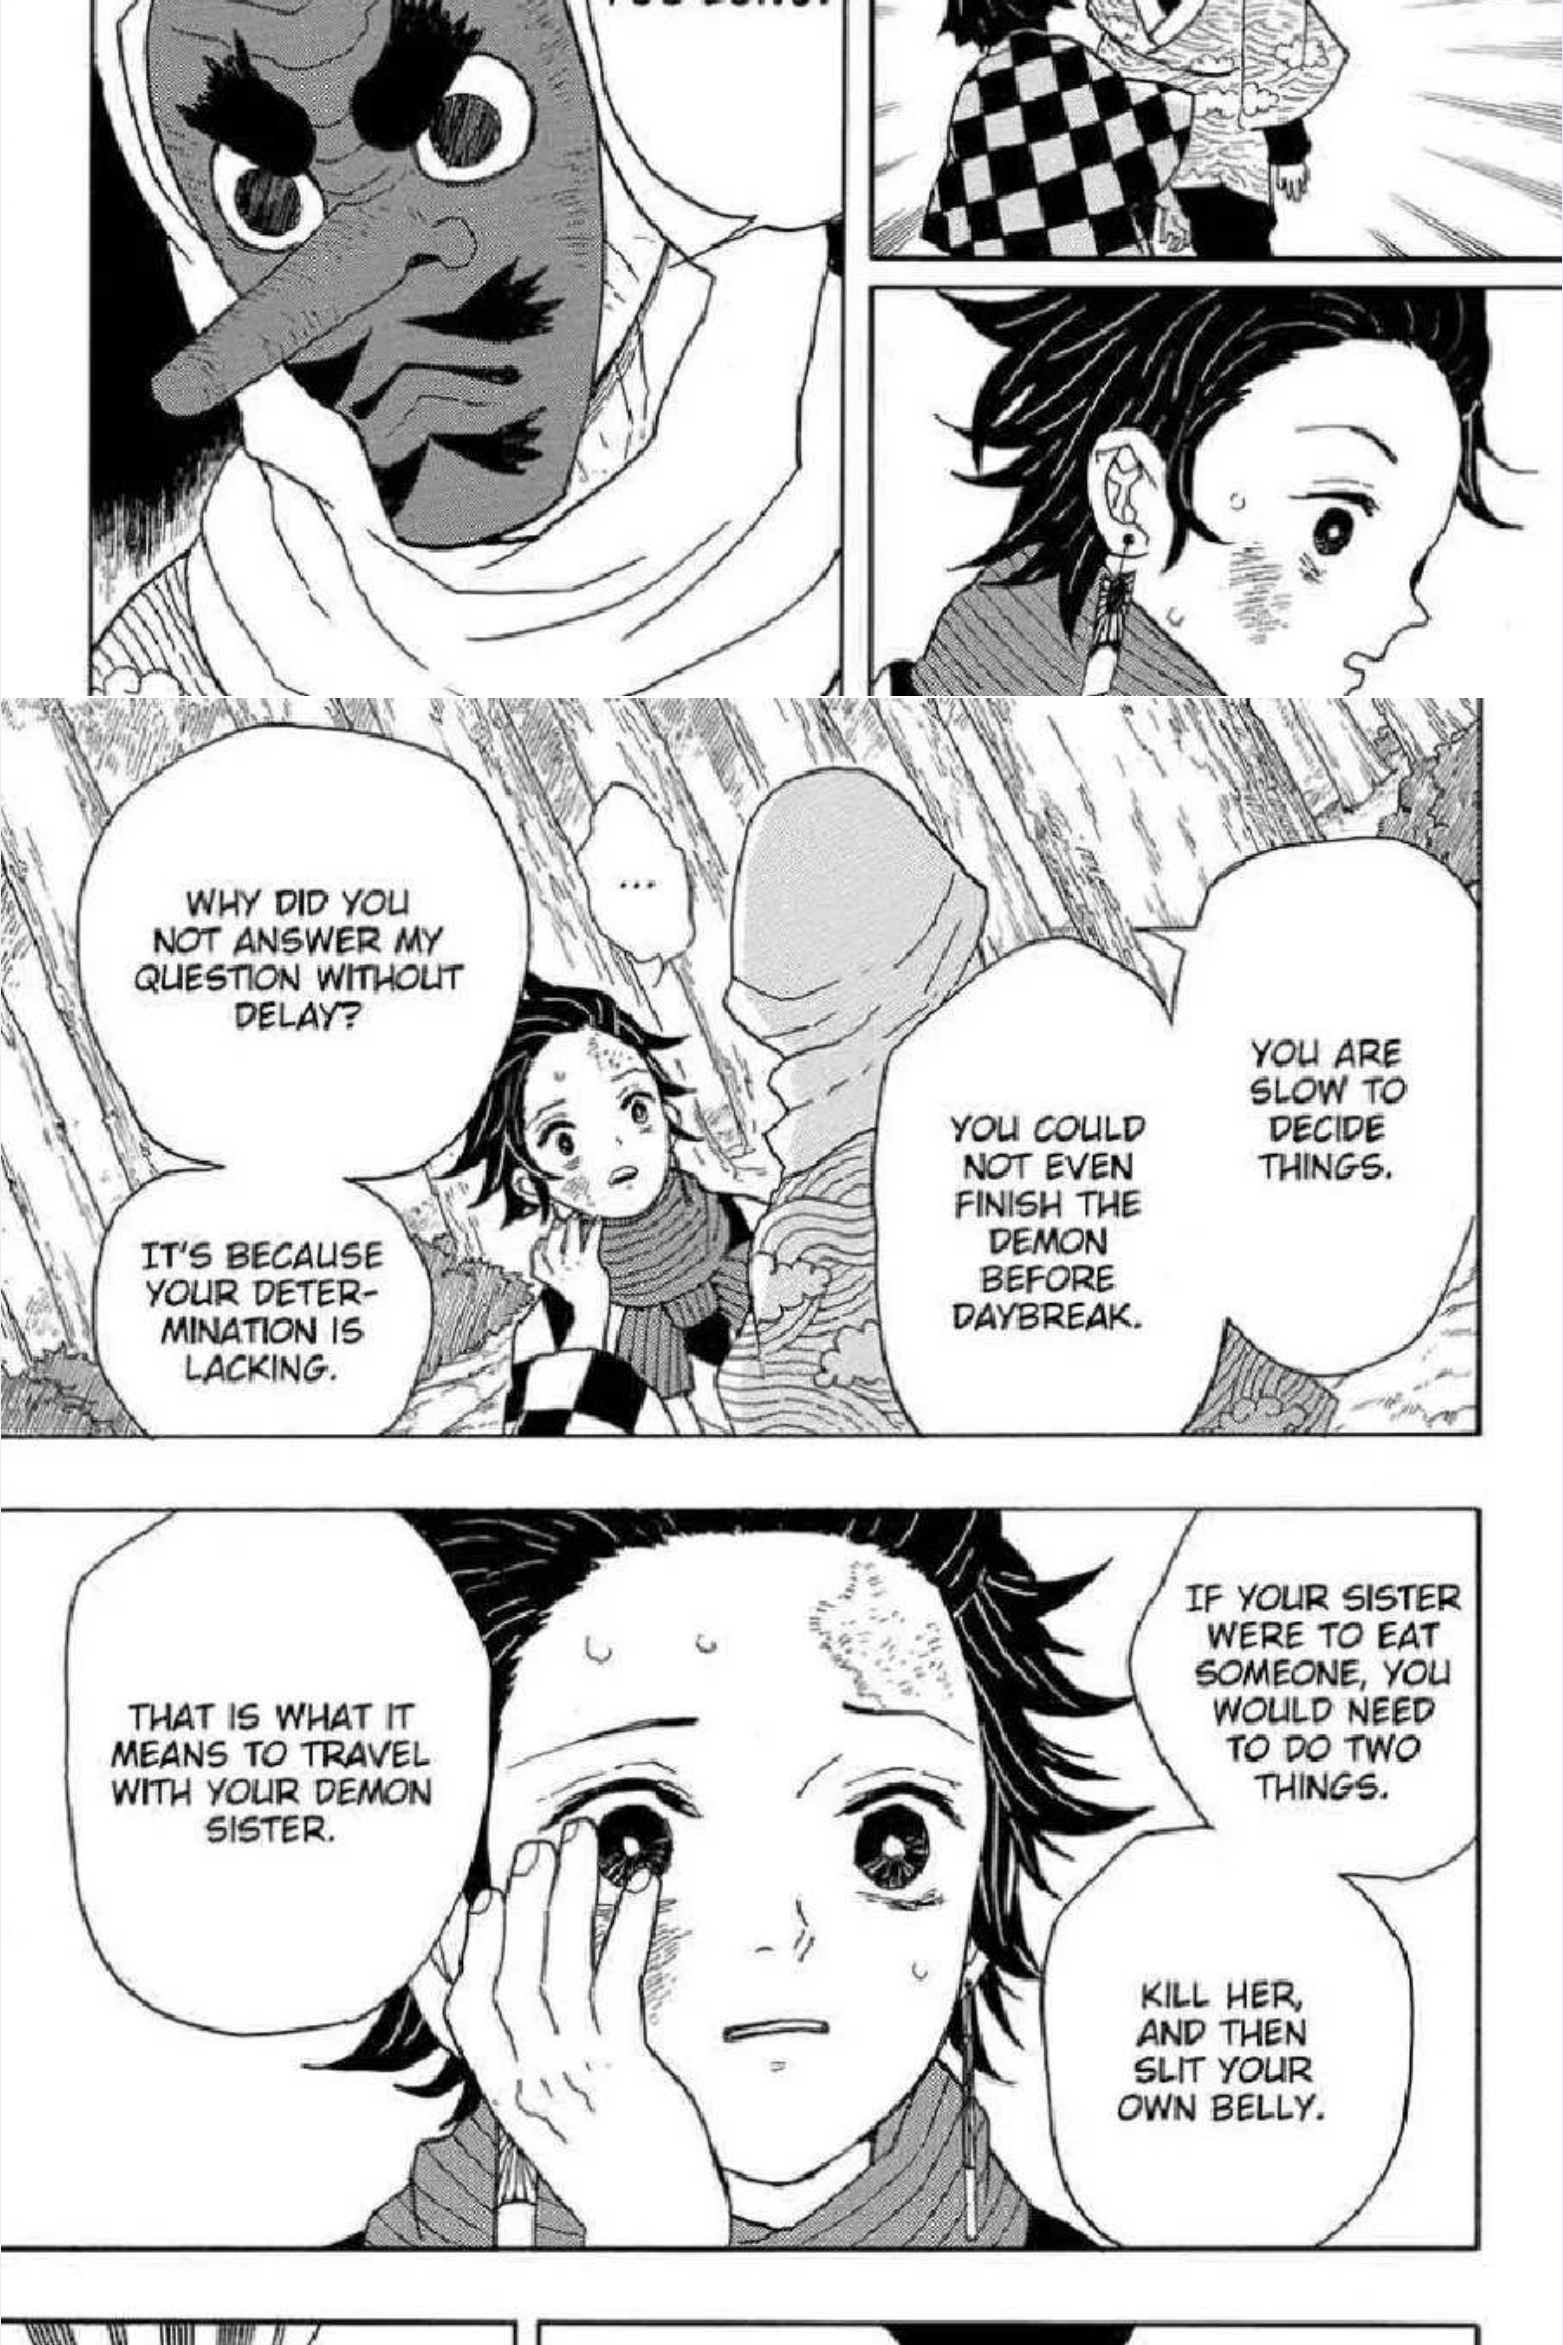 YOU ARE
SLOW TO
DECIDE
THINGS.
YOU COULD
NOT EVEN
FINISH THE
DEMON
BEFORE
DAYBREAK.
...
WHY DID YOU
NOT ANSWER MY
QUESTION WITHOUT
DELAY?
IT'S BECAUSE
YOUR DETER-
MINATION IS
LACKING.
IF YOUR SISTER
WERE TO EAT
SOMEONE, YOU
WOULD NEED
TO DO TWO
THINGS.
KILL HER,
AND THEN
SLIT YOUR
OWN BELLY.
THAT IS WHAT IT
MEANS TO TRAVEL
WITH YOUR DEMON
SISTER.